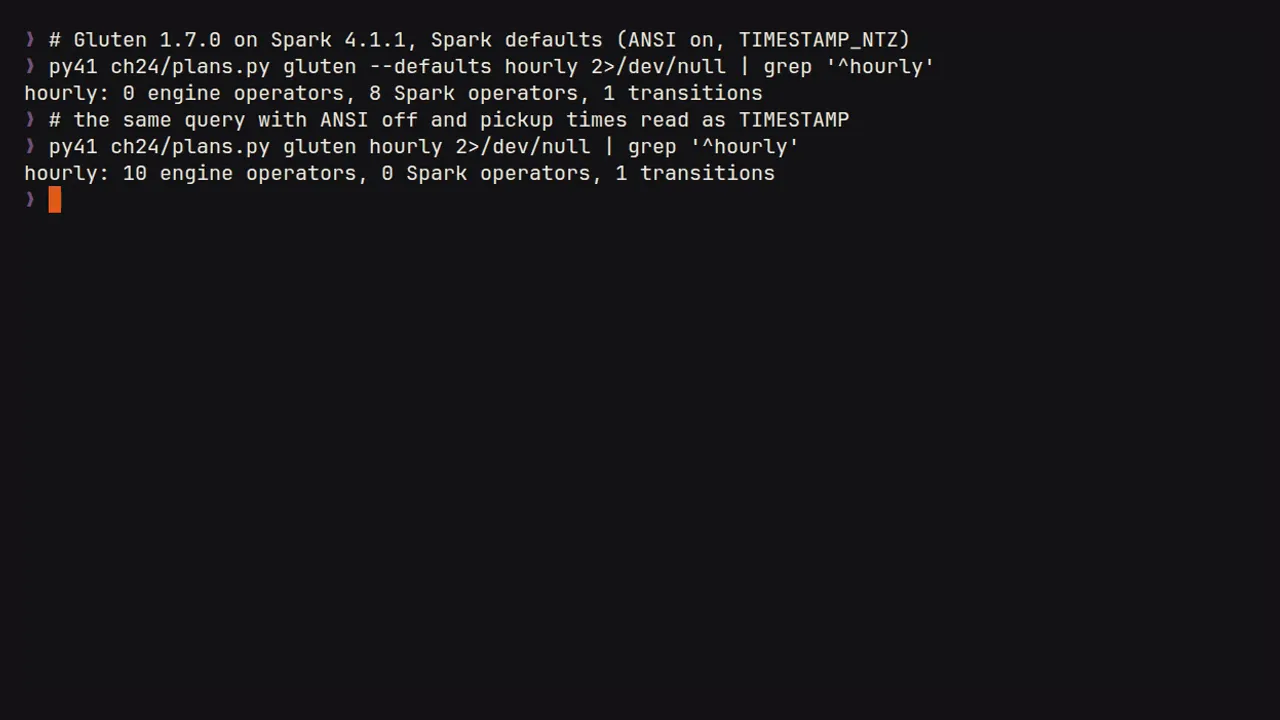 ❯ # Gluten 1.7.0 on Spark 4.1.1, Spark defaults (ANSI on, TIMESTAMP_NTZ)
❯ py41 ch24/plans.py gluten --defaults hourly 2>/dev/null | grep '^hourly'
hourly: 0 engine operators, 8 Spark operators, 1 transitions
❯ # the same query with ANSI off and pickup times read as TIMESTAMP
❯ py41 ch24/plans.py gluten hourly 2>/dev/null | grep '^hourly'
hourly: 10 engine operators, 0 Spark operators, 1 transitions
❯